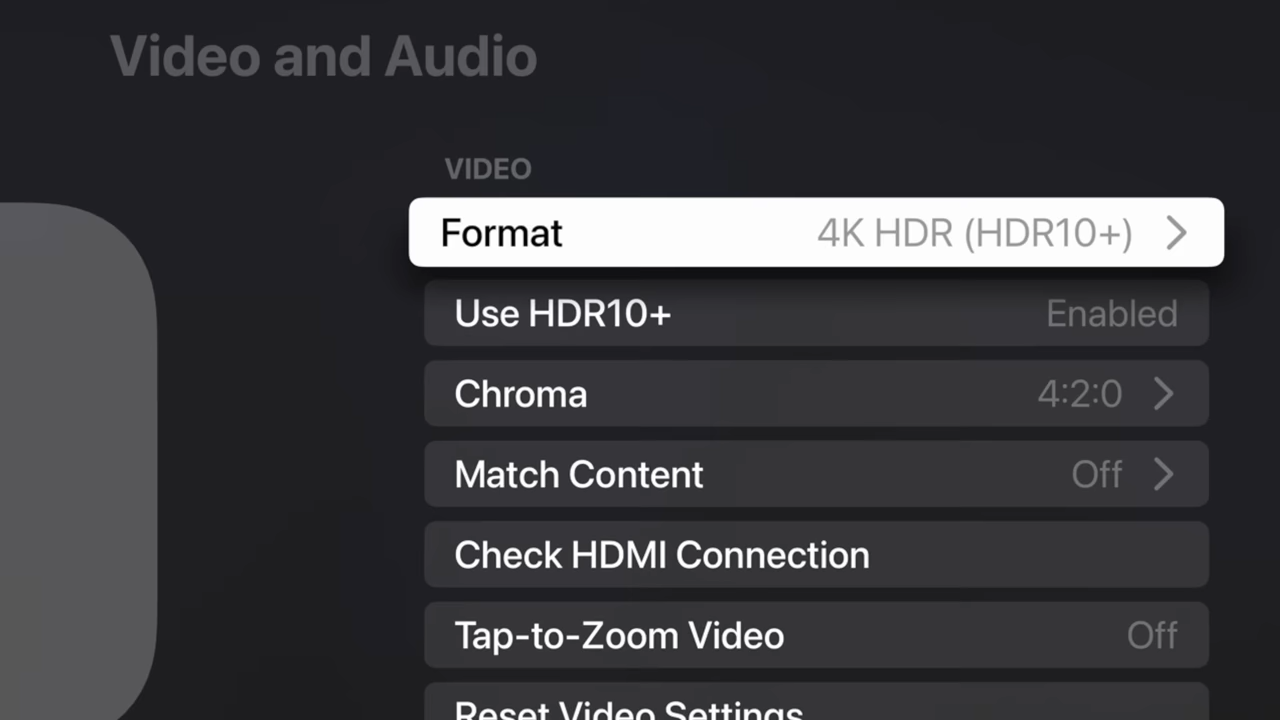 Video and Audio
VIDEO
Format 4K HDR (HDR10+)
Use HDR10+ Enabled
Chroma 4:2:0
Match Content Off
Check HDMI Connection
Tap-to-Zoom Video Off
Reset Video Settings